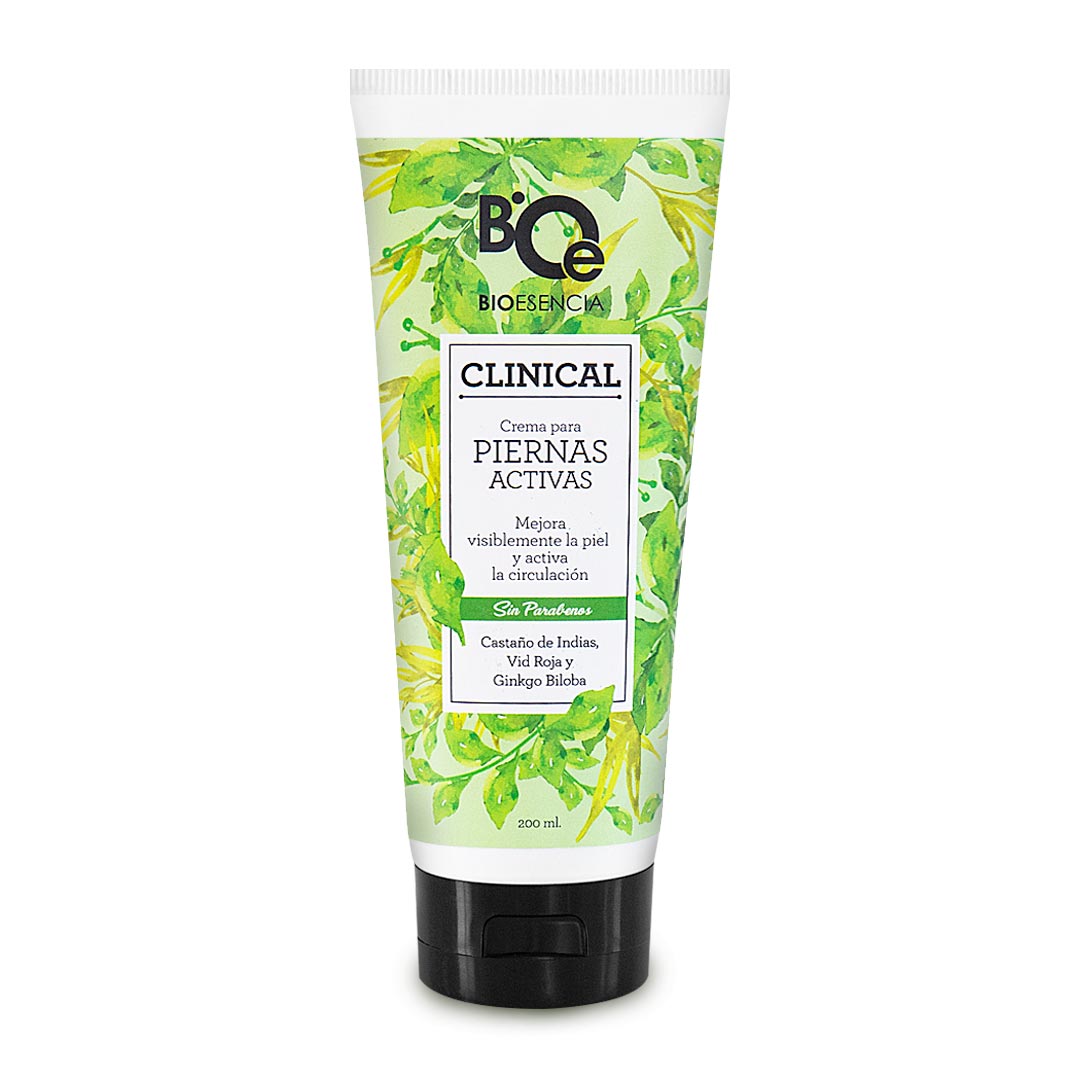 BOe
BIOESENCIA
CLINICAL
Crema para
PIERNAS
ACTIVAS
Mejora
visiblemente la piel
y activa
la circulación
Sin Parabenos
Castaño de Indias,
Vid Roja y
Ginkgo Biloba
200 ml.